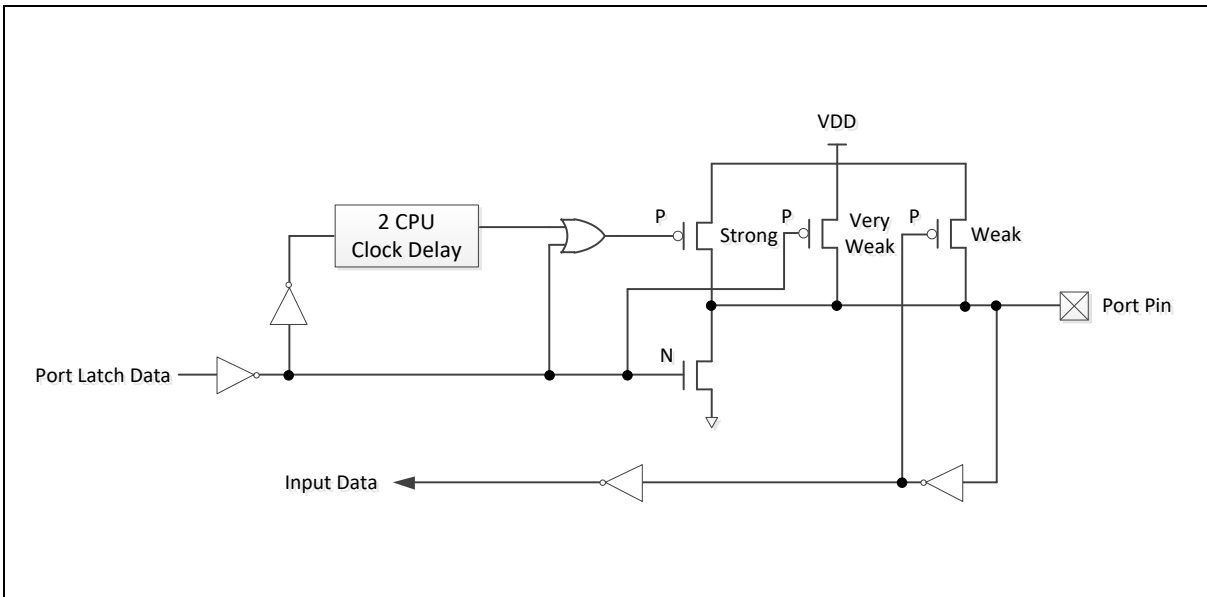 VDD
2 CPU
Clock Delay
P
Strong
P
Very
Weak
P
Weak
Port Pin
Port Latch Data
N
Input Data